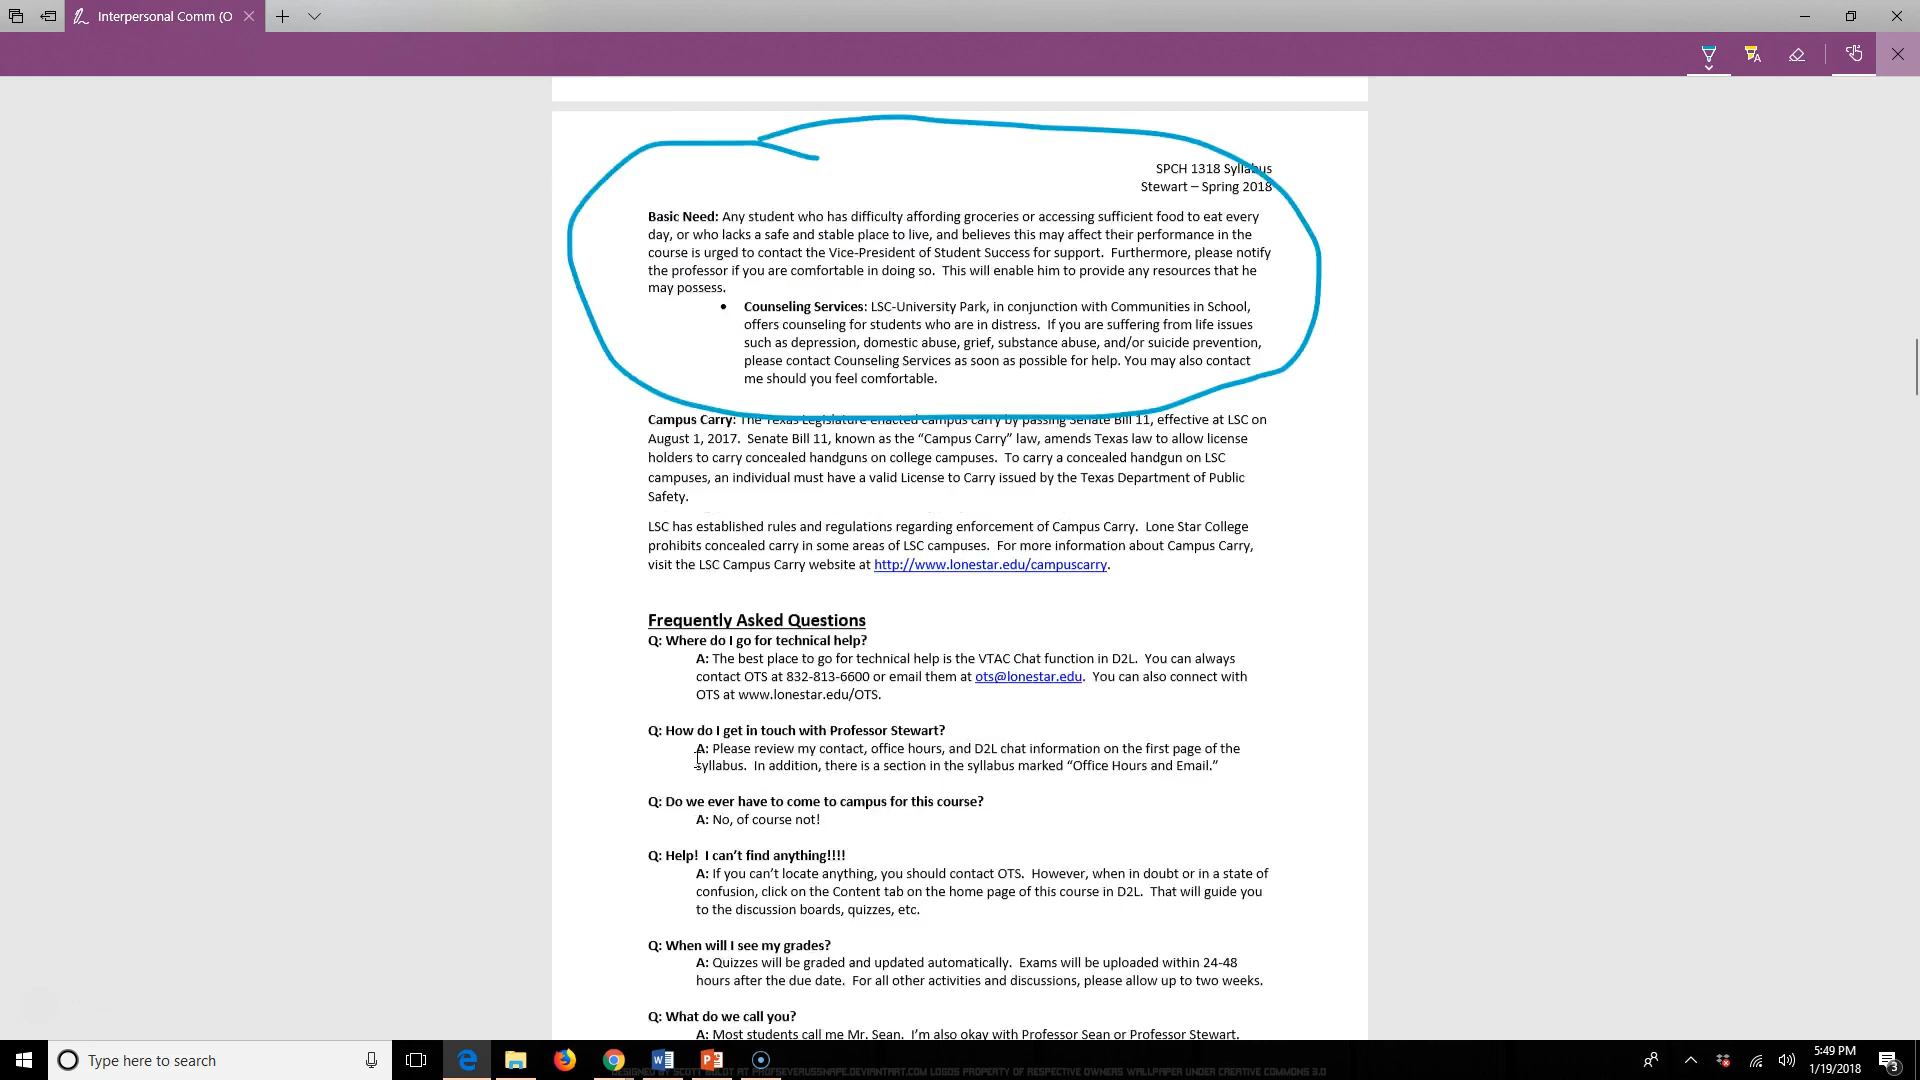 Interpersonal Comm (O
SPCH 1318 Syllabus
Stewart – Spring 2018
Basic Need: Any student who has difficulty affording groceries or accessing sufficient food to eat every
day, or who lacks a safe and stable place to live, and believes this may affect their performance in the
course is urged to contact the Vice-President of Student Success for support.  Furthermore, please notify
the professor if you are comfortable in doing so.  This will enable him to provide any resources that he
may possess.
• Counseling Services: LSC-University Park, in conjunction with Communities in School,
offers counseling for students who are in distress.  If you are suffering from life issues
such as depression, domestic abuse, grief, substance abuse, and/or suicide prevention,
please contact Counseling Services as soon as possible for help. You may also contact
me should you feel comfortable.
Campus Carry: The Texas Legislature enacted campus carry by passing Senate Bill 11, effective at LSC on
August 1, 2017.  Senate Bill 11, known as the “Campus Carry” law, amends Texas law to allow license
holders to carry concealed handguns on college campuses.  To carry a concealed handgun on LSC
campuses, an individual must have a valid License to Carry issued by the Texas Department of Public
Safety.
LSC has established rules and regulations regarding enforcement of Campus Carry.  Lone Star College
prohibits concealed carry in some areas of LSC campuses.  For more information about Campus Carry,
visit the LSC Campus Carry website at http://www.lonestar.edu/campuscarry.
Frequently Asked Questions
Q: Where do I go for technical help?
A: The best place to go for technical help is the VTAC Chat function in D2L.  You can always
contact OTS at 832-813-6600 or email them at ots@lonestar.edu.  You can also connect with
OTS at www.lonestar.edu/OTS.
Q: How do I get in touch with Professor Stewart?
A: Please review my contact, office hours, and D2L chat information on the first page of the
syllabus.  In addition, there is a section in the syllabus marked “Office Hours and Email.”
Q: Do we ever have to come to campus for this course?
A: No, of course not!
Q: Help!  I can’t find anything!!!!
A: If you can’t locate anything, you should contact OTS.  However, when in doubt or in a state of
confusion, click on the Content tab on the home page of this course in D2L.  That will guide you
to the discussion boards, quizzes, etc.
Q: When will I see my grades?
A: Quizzes will be graded and updated automatically.  Exams will be uploaded within 24-48
hours after the due date.  For all other activities and discussions, please allow up to two weeks.
Q: What do we call you?
A: Most students call me Mr. Sean.  I’m also okay with Professor Sean or Professor Stewart.
Type here to search
5:49 PM
1/19/2018
3
DESIGNED BY SCOTT BOLDT AT PROFSEVERUSSNAPE.DEVIANTART.COM LOGOS PROPERTY OF RESPECTIVE OWNERS WALLPAPER UNDER CREATIVE COMMONS 3.0